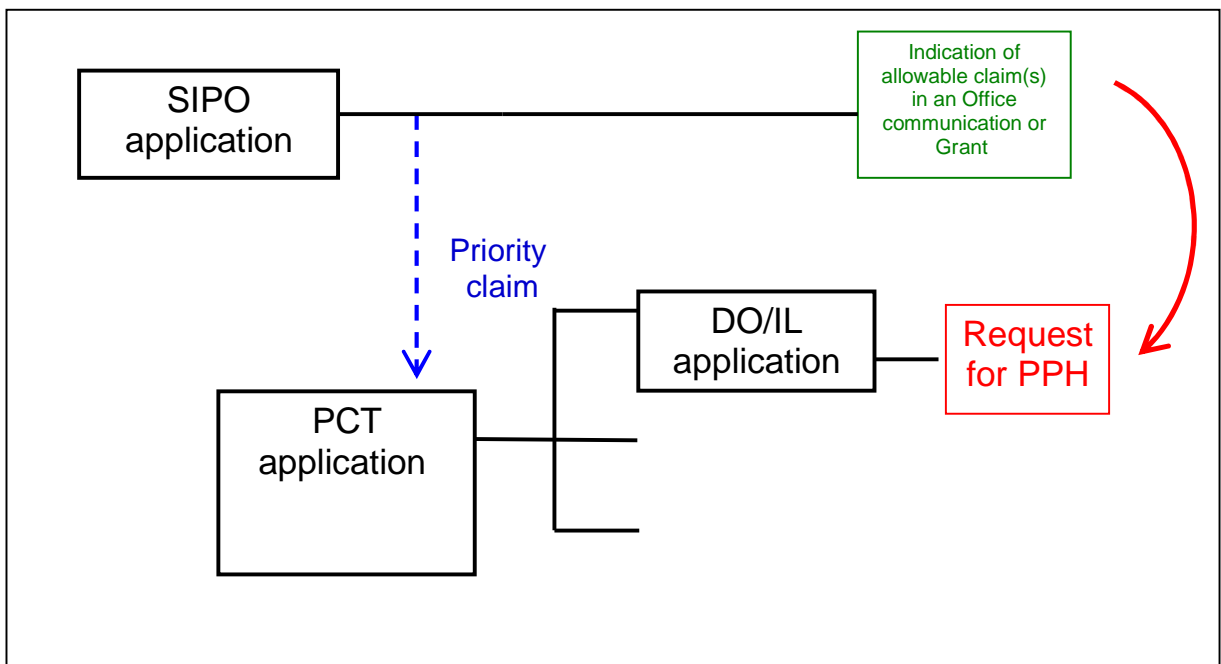 SIPO
application
Indication of
allowable claim(s)
in an Office
communication or
Grant
Priority
claim
DO/IL
application
Request
for PPH
PCT
application